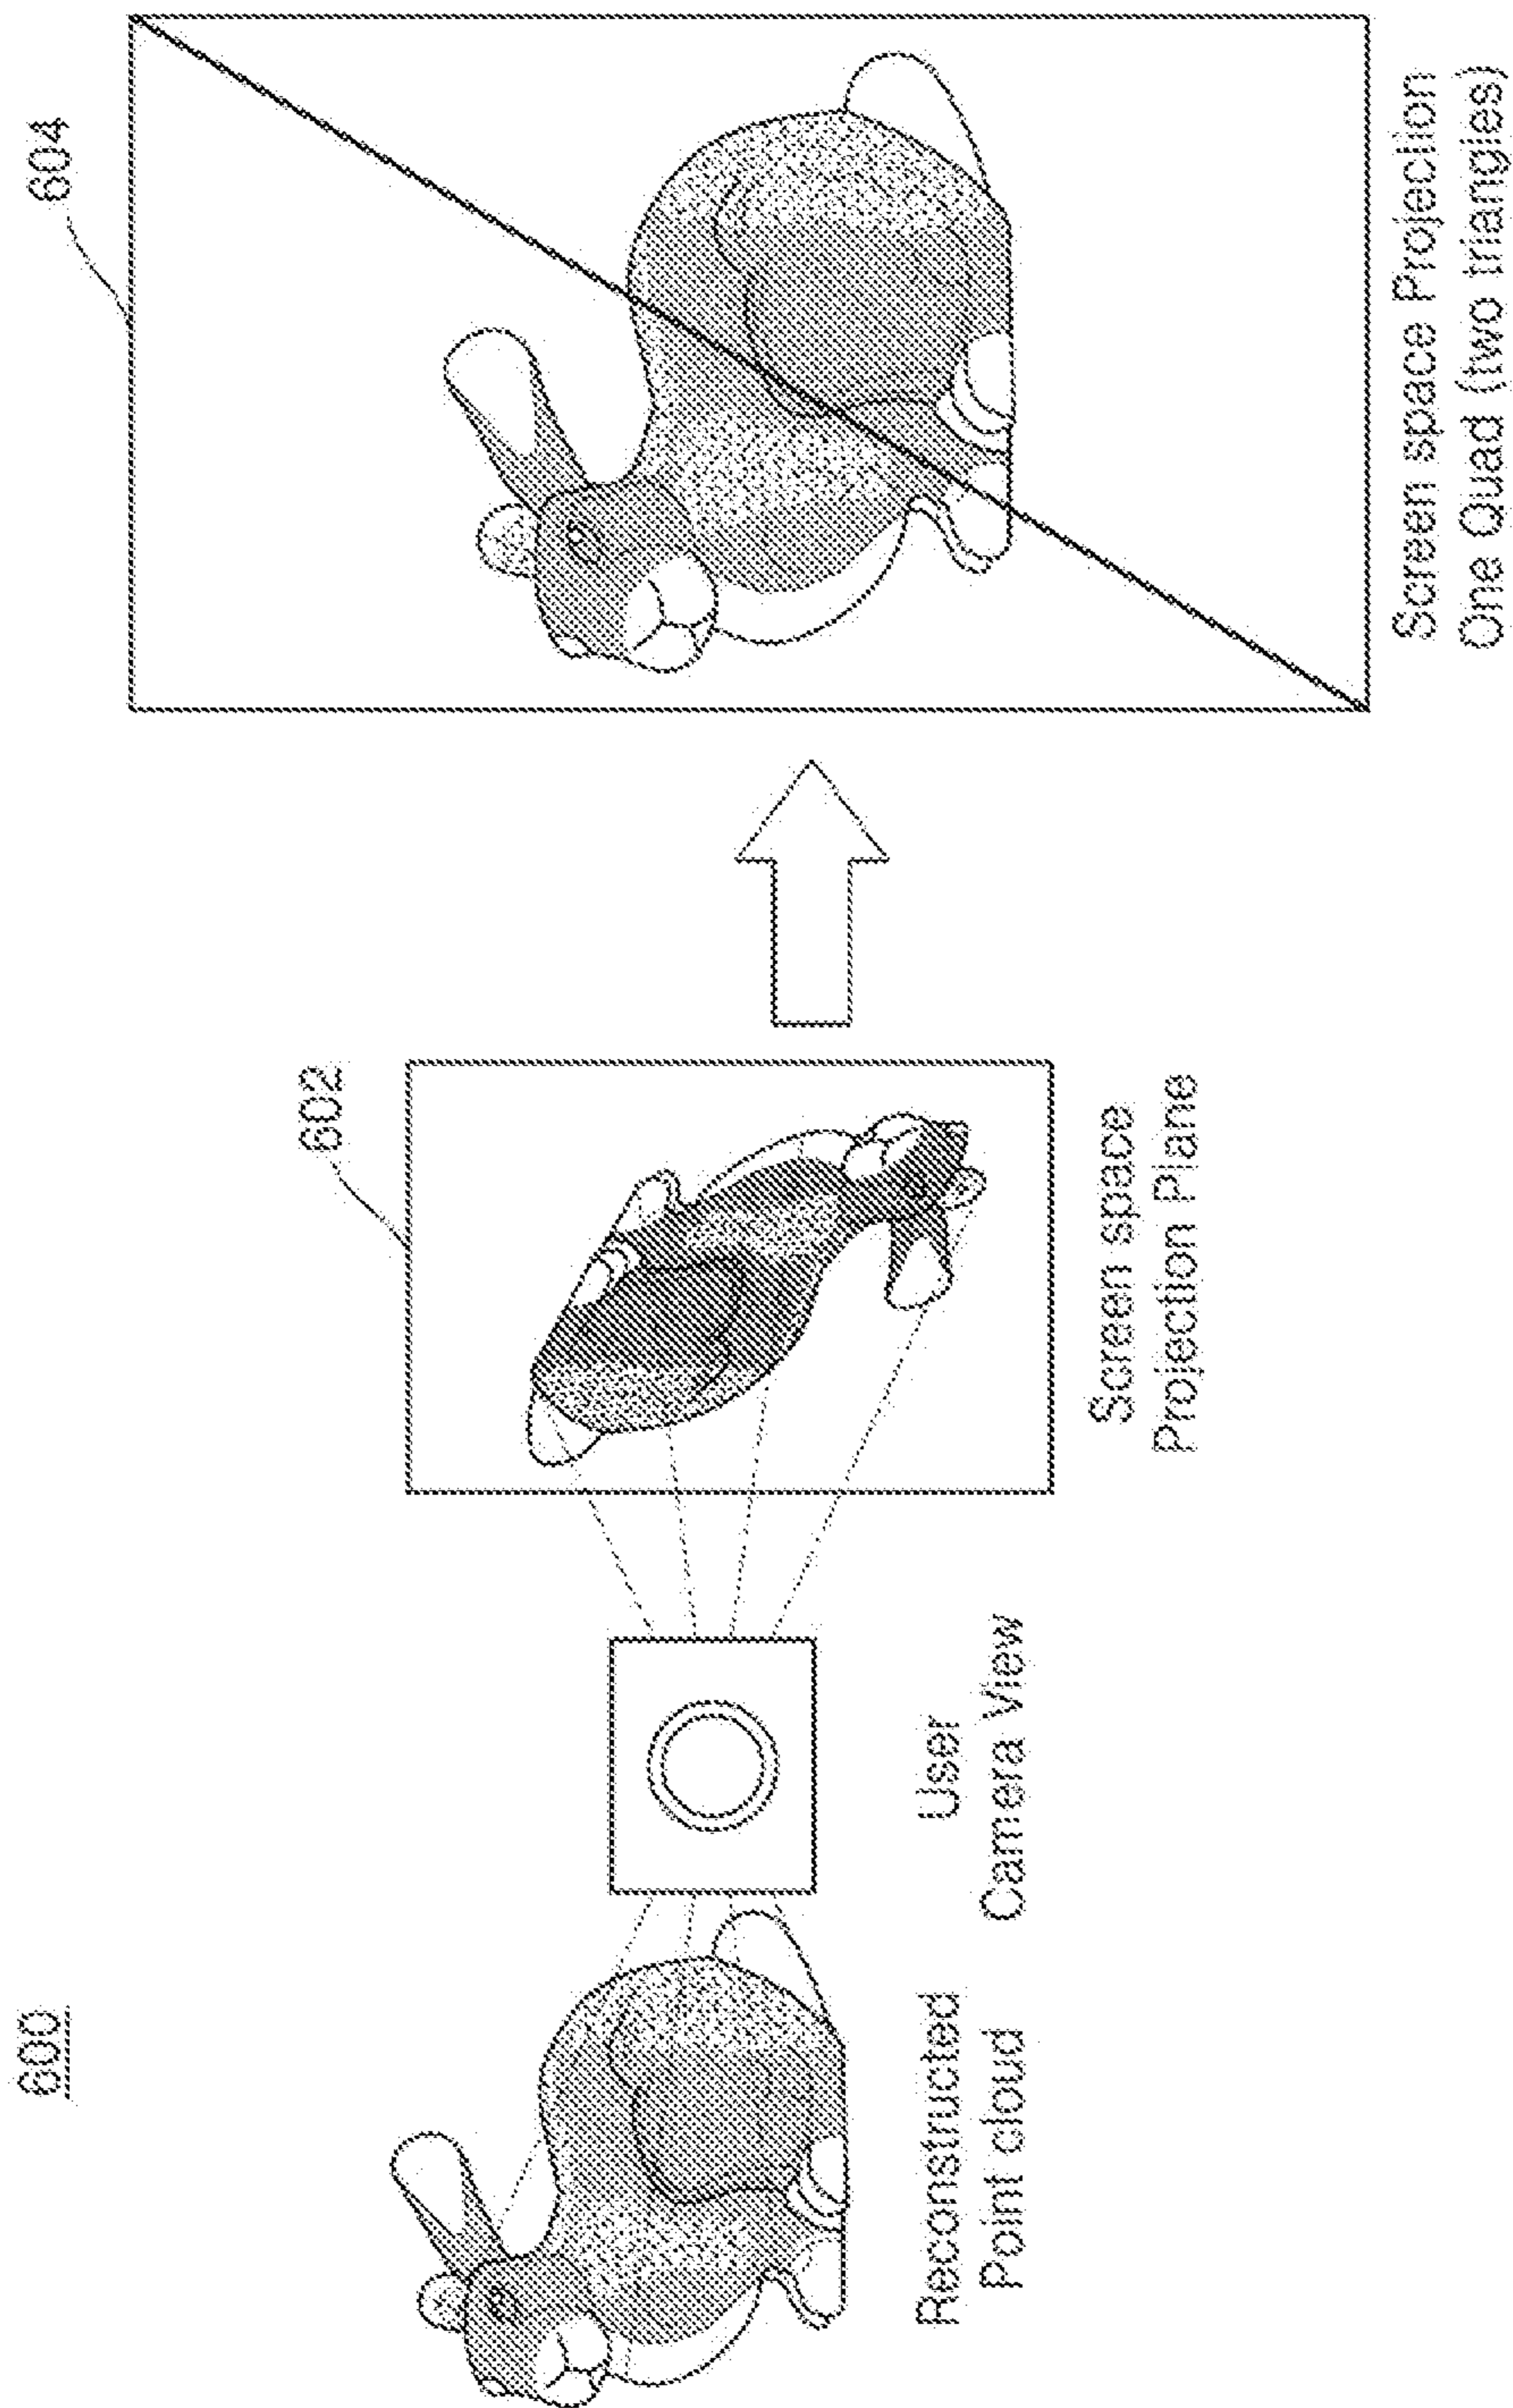 600
Reconstructed
Point cloud
User
Camera View
602
Screen space
Projection Plane
604
Screen space Projection
One Quad (two triangles)